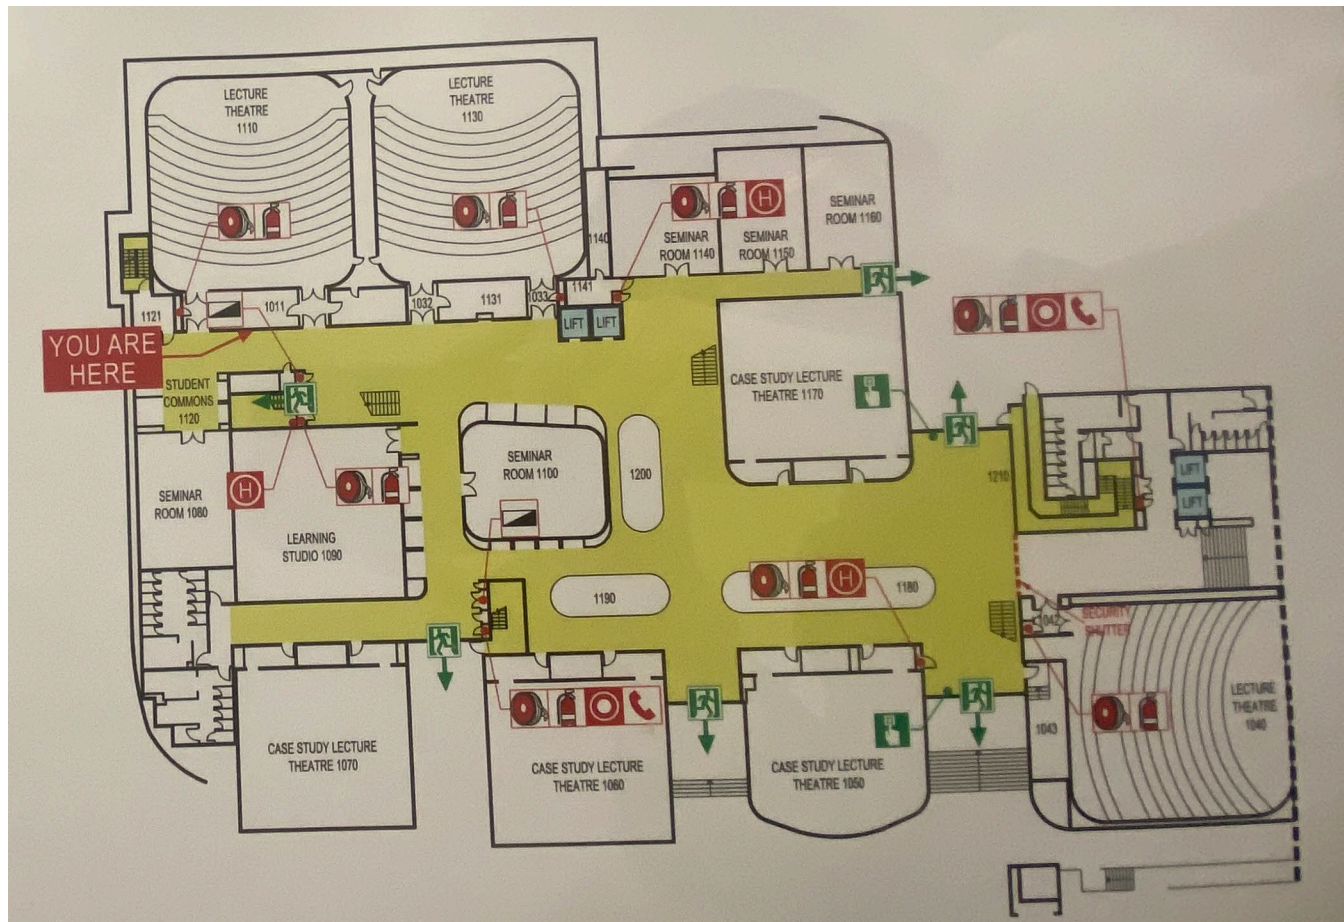 LECTURE
THEATRE
1110
LECTURE
THEATRE
1130
SEMINAR
ROOM 1160
1140
SEMINAR
ROOM 1140
SEMINAR
ROOM 1150
H
1141
1121
1011
1032
1131
1033
LIFT
LIFT
YOU ARE
HERE
STUDENT
COMMONS
1120
CASE STUDY LECTURE
THEATRE 1170
SEMINAR
ROOM 1100
1200
1210
LIFT
LIFT
H
SEMINAR
ROOM 1080
LEARNING
STUDIO 1090
1190
H
1180
1042
SECURITY
SHUTTER
LECTURE
THEATRE
1040
1043
CASE STUDY LECTURE
THEATRE 1070
CASE STUDY LECTURE
THEATRE 1060
CASE STUDY LECTURE
THEATRE 1050